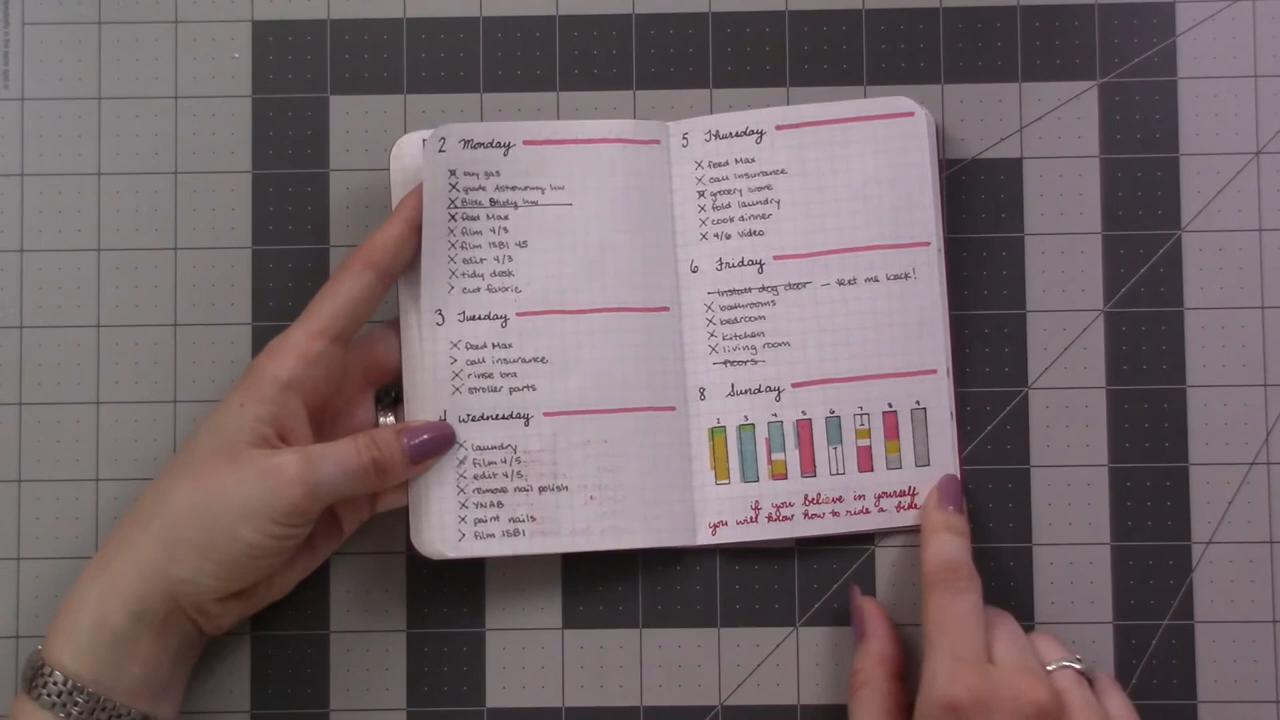 2 Monday
X buy gas
X grade Astronomy hw
X Bible Study hw
X feed Max
X film 4/3
X film ISBI 45
X edit 4/3
X tidy desk
> cut fabric
3 Tuesday
X feed Max
> call insurance
X rinse bra
X stroller parts
4 Wednesday
X laundry
X film 4/5
X edit 4/5
X remove nail polish
X YNAB
X paint nails
> film ISBI
5 Thursday
X feed Max
X call insurance
X grocery store
X fold laundry
X cook dinner
X 4/6 video
6 Friday
install dog door — text me back!
X bathrooms
X bedroom
X kitchen
X living room
floors
8 Sunday
2 3 4 5 6 7 8 9
if you believe in yourself
you will know how to ride a bike